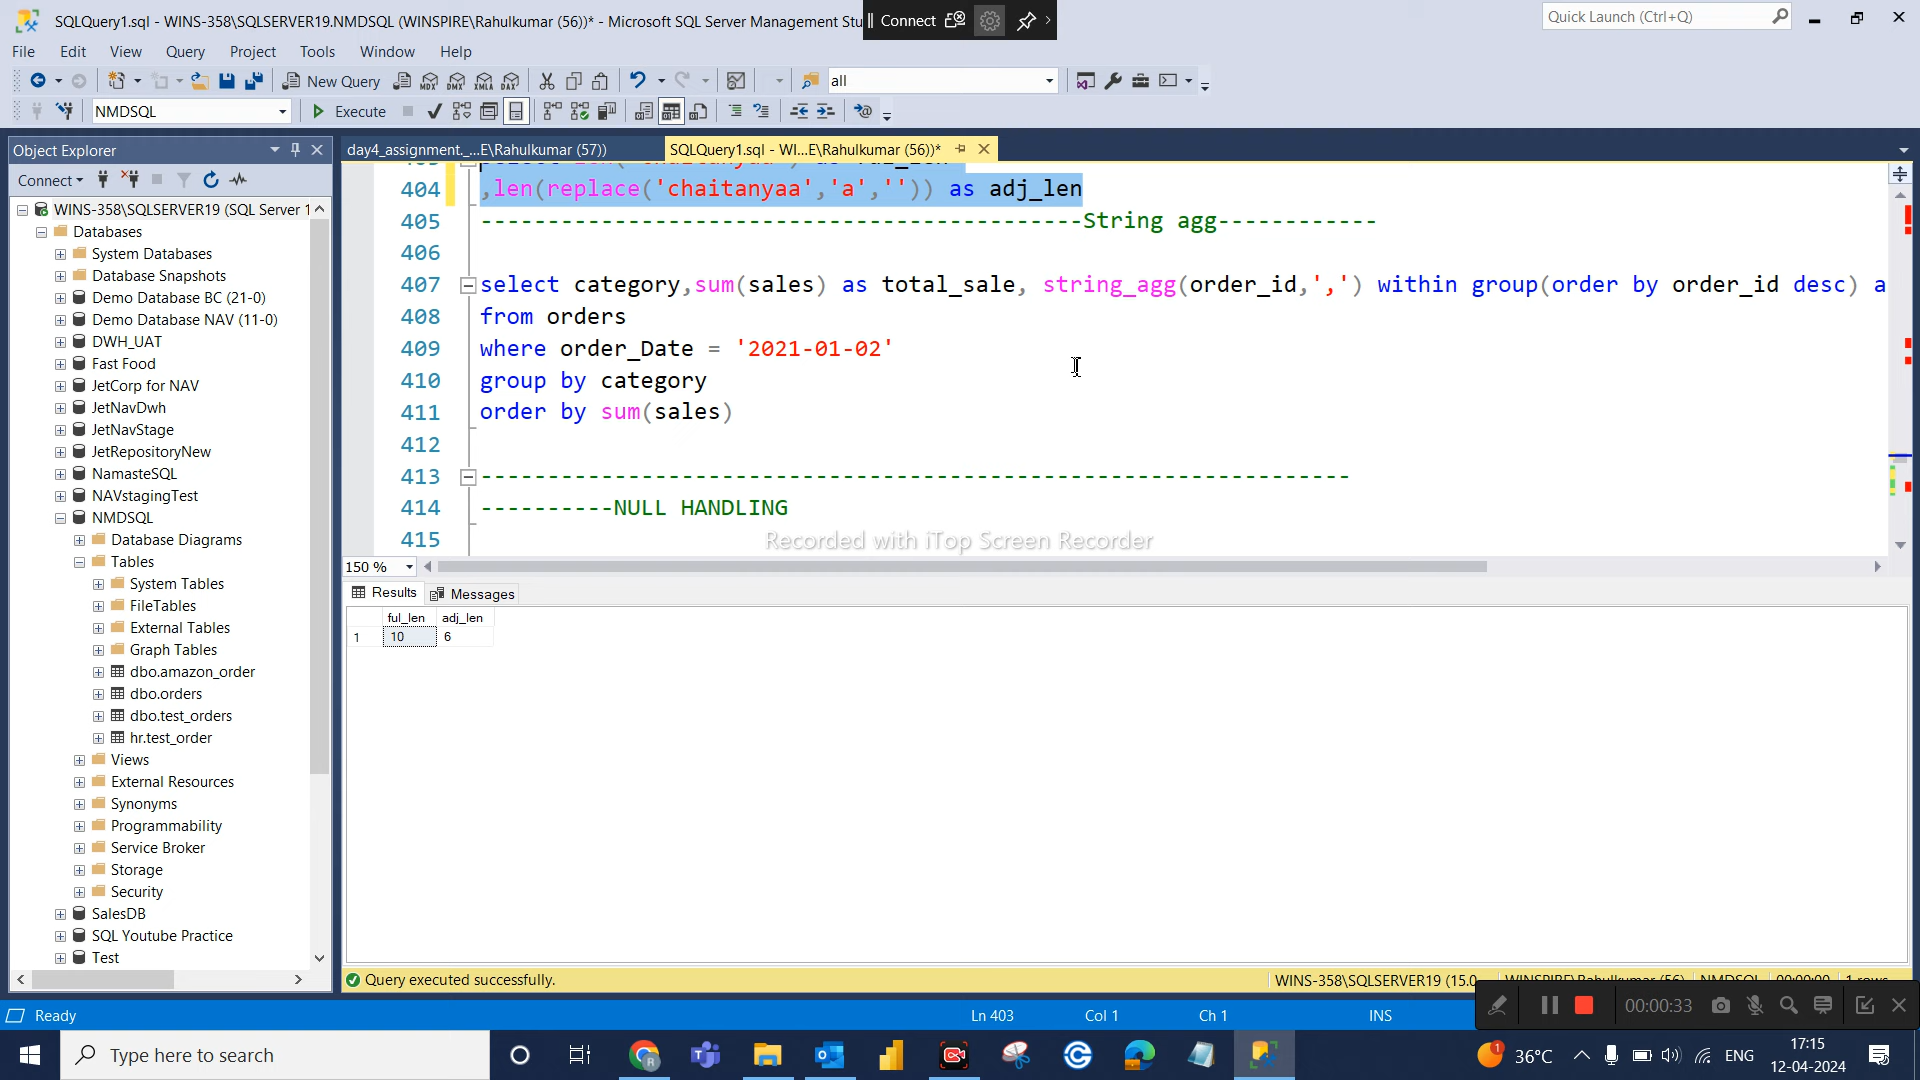 SQLQuery1.sql - WINS-358\SQLSERVER19.NMDSQL (WINSPIRE\Rahulkumar (56))* - Microsoft SQL Server Management Stu
Connect
Quick Launch (Ctrl+Q)
File Edit View Query Project Tools Window Help
New Query
MDX DMX XMLA DAX
all
NMDSQL
Execute
Object Explorer
day4_assignment._...E\Rahulkumar (57))
SQLQuery1.sql - WI...E\Rahulkumar (56))*
Connect
WINS-358\SQLSERVER19 (SQL Server 1
Databases
System Databases
Database Snapshots
Demo Database BC (21-0)
Demo Database NAV (11-0)
DWH_UAT
Fast Food
JetCorp for NAV
JetNavDwh
JetNavStage
JetRepositoryNew
NamasteSQL
NAVstagingTest
NMDSQL
Database Diagrams
Tables
System Tables
FileTables
External Tables
Graph Tables
dbo.amazon_order
dbo.orders
dbo.test_orders
hr.test_order
Views
External Resources
Synonyms
Programmability
Service Broker
Storage
Security
SalesDB
SQL Youtube Practice
Test
404 ,len(replace('chaitanyaa','a','')) as adj_len
405 ---------------------------------------------String agg------------
406
407 select category,sum(sales) as total_sale, string_agg(order_id,',') within group(order by order_id desc) a
408 from orders
409 where order_Date = '2021-01-02'
410 group by category
411 order by sum(sales)
412
413 -----------------------------------------------------------------
414 ----------NULL HANDLING
415
Recorded with iTop Screen Recorder
150 %
Results Messages
ful_len adj_len
1 10 6
Query executed successfully.
WINS-358\SQLSERVER19 (15.0
NMDSQL
Ready
Ln 403 Col 1 Ch 1 INS
00:00:33
Type here to search
1 36°C ENG
17:15
12-04-2024